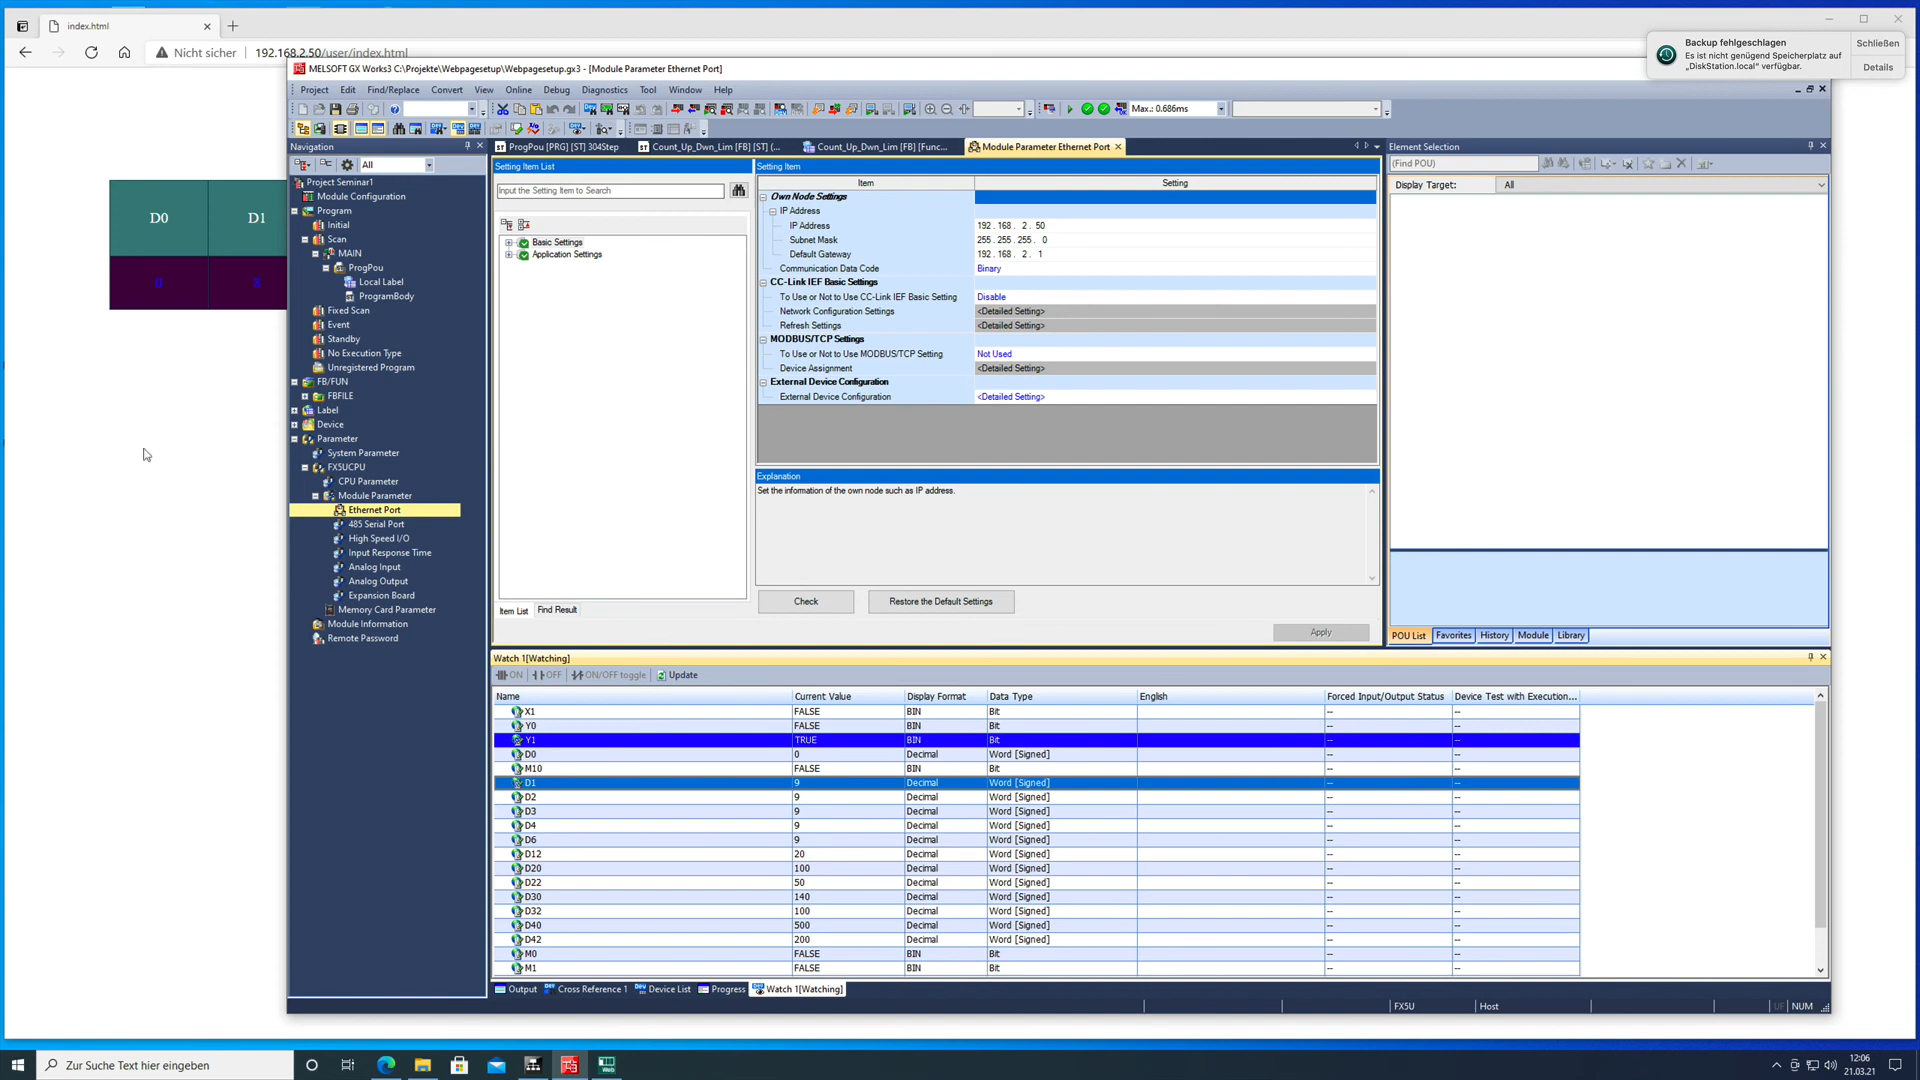 index.html
Nicht sicher
192.168.2.50/user/index.html
Backup fehlgeschlagen
Es ist nicht genügend Speicherplatz auf
„DiskStation.local“ verfügbar.
Schließen
Details
D0 D1
0 8
MELSOFT GX Works3 C:\Projekte\Webpagesetup\Webpagesetup.gx3 - [Module Parameter Ethernet Port]
Project Edit Find/Replace Convert View Online Debug Diagnostics Tool Window Help
Max.: 0.686ms
Navigation
All
Project Seminar1
Module Configuration
Program
Initial
Scan
MAIN
ProgPou
Local Label
ProgramBody
Fixed Scan
Event
Standby
No Execution Type
Unregistered Program
FB/FUN
FBFILE
Label
Device
Parameter
System Parameter
FX5UCPU
CPU Parameter
Module Parameter
Ethernet Port
485 Serial Port
High Speed I/O
Input Response Time
Analog Input
Analog Output
Expansion Board
Memory Card Parameter
Module Information
Remote Password
ProgPou [PRG] [ST] 304Step
Count_Up_Dwn_Lim [FB] [ST] (...
Count_Up_Dwn_Lim [FB] [Func...
Module Parameter Ethernet Port
Setting Item List
Input the Setting Item to Search
Basic Settings
Application Settings
Item List Find Result
Setting Item
Item Setting
Own Node Settings
IP Address
IP Address 192 . 168 . 2 . 50
Subnet Mask 255 . 255 . 255 . 0
Default Gateway 192 . 168 . 2 . 1
Communication Data Code Binary
CC-Link IEF Basic Settings
To Use or Not to Use CC-Link IEF Basic Setting Disable
Network Configuration Settings <Detailed Setting>
Refresh Settings <Detailed Setting>
MODBUS/TCP Settings
To Use or Not to Use MODBUS/TCP Setting Not Used
Device Assignment <Detailed Setting>
External Device Configuration
External Device Configuration <Detailed Setting>
Explanation
Set the information of the own node such as IP address.
Check
Restore the Default Settings
Apply
Element Selection
(Find POU)
Display Target: All
POU List Favorites History Module Library
Watch 1[Watching]
ON OFF ON/OFF toggle Update
Name Current Value Display Format Data Type English Forced Input/Output Status Device Test with Execution...
X1 FALSE BIN Bit -- --
Y0 FALSE BIN Bit -- --
Y1 TRUE BIN Bit -- --
D0 0 Decimal Word [Signed] -- --
M10 FALSE BIN Bit -- --
D1 9 Decimal Word [Signed] -- --
D2 9 Decimal Word [Signed] -- --
D3 9 Decimal Word [Signed] -- --
D4 9 Decimal Word [Signed] -- --
D6 9 Decimal Word [Signed] -- --
D12 20 Decimal Word [Signed] -- --
D20 100 Decimal Word [Signed] -- --
D22 50 Decimal Word [Signed] -- --
D30 140 Decimal Word [Signed] -- --
D32 100 Decimal Word [Signed] -- --
D40 500 Decimal Word [Signed] -- --
D42 200 Decimal Word [Signed] -- --
M0 FALSE BIN Bit -- --
M1 FALSE BIN Bit -- --
Output Cross Reference 1 Device List Progress Watch 1[Watching]
FX5U Host NUM
Zur Suche Text hier eingeben
12:06
21.03.21